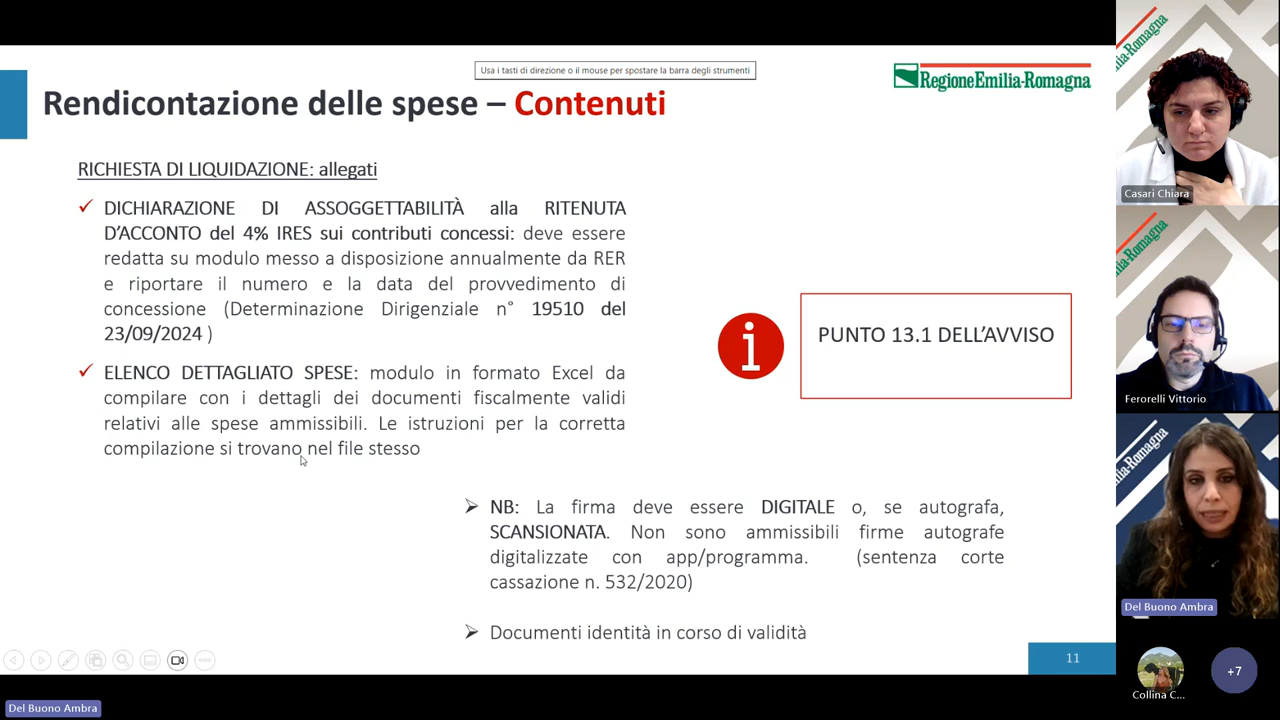 Usa i tasti di direzione o il mouse per spostare la barra degli strumenti
RegioneEmilia-Romagna
Rendicontazione delle spese – Contenuti
RICHIESTA DI LIQUIDAZIONE: allegati
✓ DICHIARAZIONE DI ASSOGGETTABILITÀ alla RITENUTA
D'ACCONTO del 4% IRES sui contributi concessi: deve essere
redatta su modulo messo a disposizione annualmente da RER
e riportare il numero e la data del provvedimento di
concessione (Determinazione Dirigenziale n° 19510 del
23/09/2024 )
✓ ELENCO DETTAGLIATO SPESE: modulo in formato Excel da
compilare con i dettagli dei documenti fiscalmente validi
relativi alle spese ammissibili. Le istruzioni per la corretta
compilazione si trovano nel file stesso
i
PUNTO 13.1 DELL'AVVISO
➢ NB: La firma deve essere DIGITALE o, se autografa,
SCANSIONATA. Non sono ammissibili firme autografe
digitalizzate con app/programma. (sentenza corte
cassazione n. 532/2020)
➢ Documenti identità in corso di validità
11
Del Buono Ambra
Casari Chiara
Ferorelli Vittorio
Del Buono Ambra
Collina C...
+7